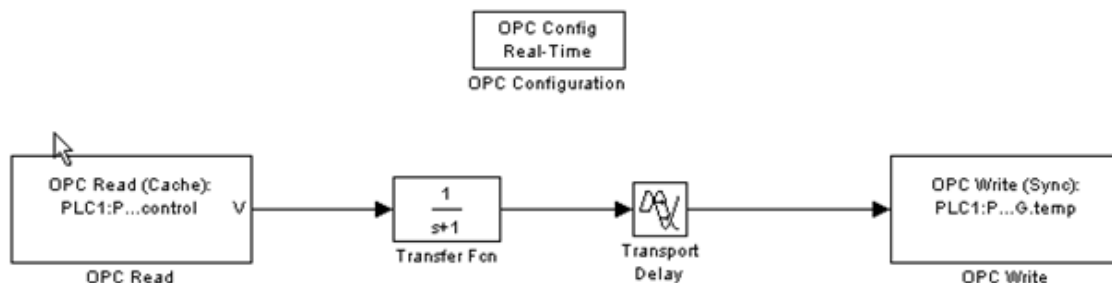 OPC Config
Real-Time
OPC Configuration
OPC Read (Cache):
PLC1:P...control
V
OPC Read
1
s+1
Transfer Fcn
Transport
Delay
OPC Write (Sync):
PLC1:P...G.temp
OPC Write